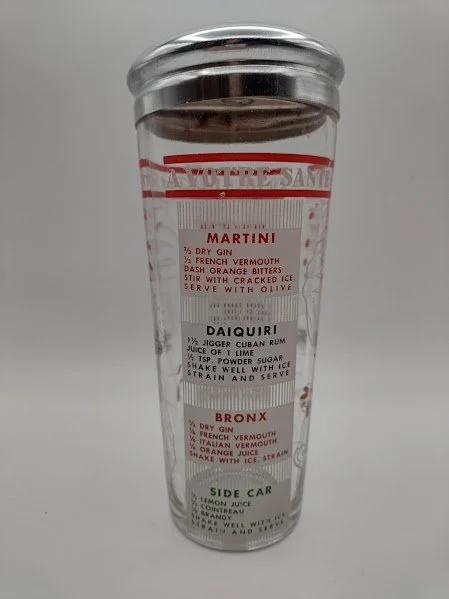 A VOTRE SANTE
MARTINI
⅔ DRY GIN
⅓ FRENCH VERMOUTH
DASH ORANGE BITTERS
STIR WITH CRACKED ICE
SERVE WITH OLIVE
DAIQUIRI
1½ JIGGER CUBAN RUM
JUICE OF 1 LIME
½ TSP. POWDER SUGAR
SHAKE WELL WITH ICE
STRAIN AND SERVE
BRONX
DRY GIN
FRENCH VERMOUTH
ITALIAN VERMOUTH
ORANGE JUICE
SHAKE WITH ICE, STRAIN
SIDE CAR
LEMON JUICE
COINTREAU
BRANDY
SHAKE WELL WITH ICE
STRAIN AND SERVE